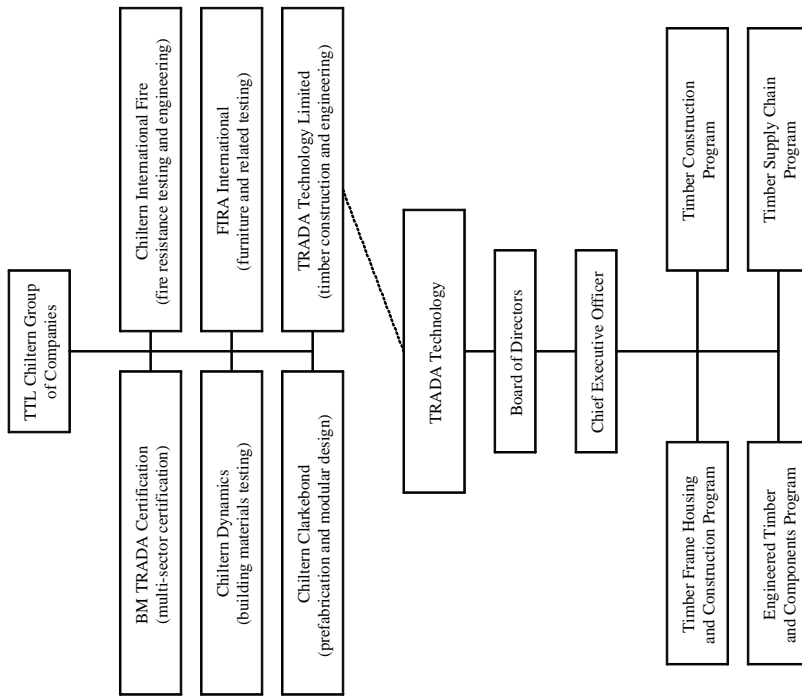 TTL Chiltern Group
of Companies
BM TRADA Certification
(multi-sector certification)
Chiltern International Fire
(fire resistance testing and engineering)
Chiltern Dynamics
(building materials testing)
FIRA International
(furniture and related testing)
Chiltern Clarkebond
(prefabrication and modular design)
TRADA Technology Limited
(timber construction and engineering)
TRADA Technology
Board of Directors
Chief Executive Officer
Timber Frame Housing
and Construction Program
Timber Construction
Program
Engineered Timber
and Components Program
Timber Supply Chain
Program